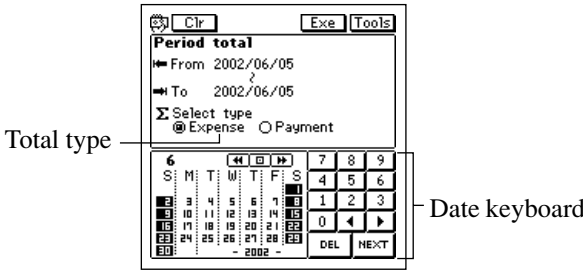 Clr Exe Tools
Period total
From 2002/06/05
~
To 2002/06/05
Σ Select type
Expense Payment
Total type
6
S M T W T F S
1
2 3 4 5 6 7 8
9 10 11 12 13 14 15
16 17 18 19 20 21 22
23 24 25 26 27 28 29
30 - 2002 -
7 8 9
4 5 6
1 2 3
0
DEL NEXT
Date keyboard